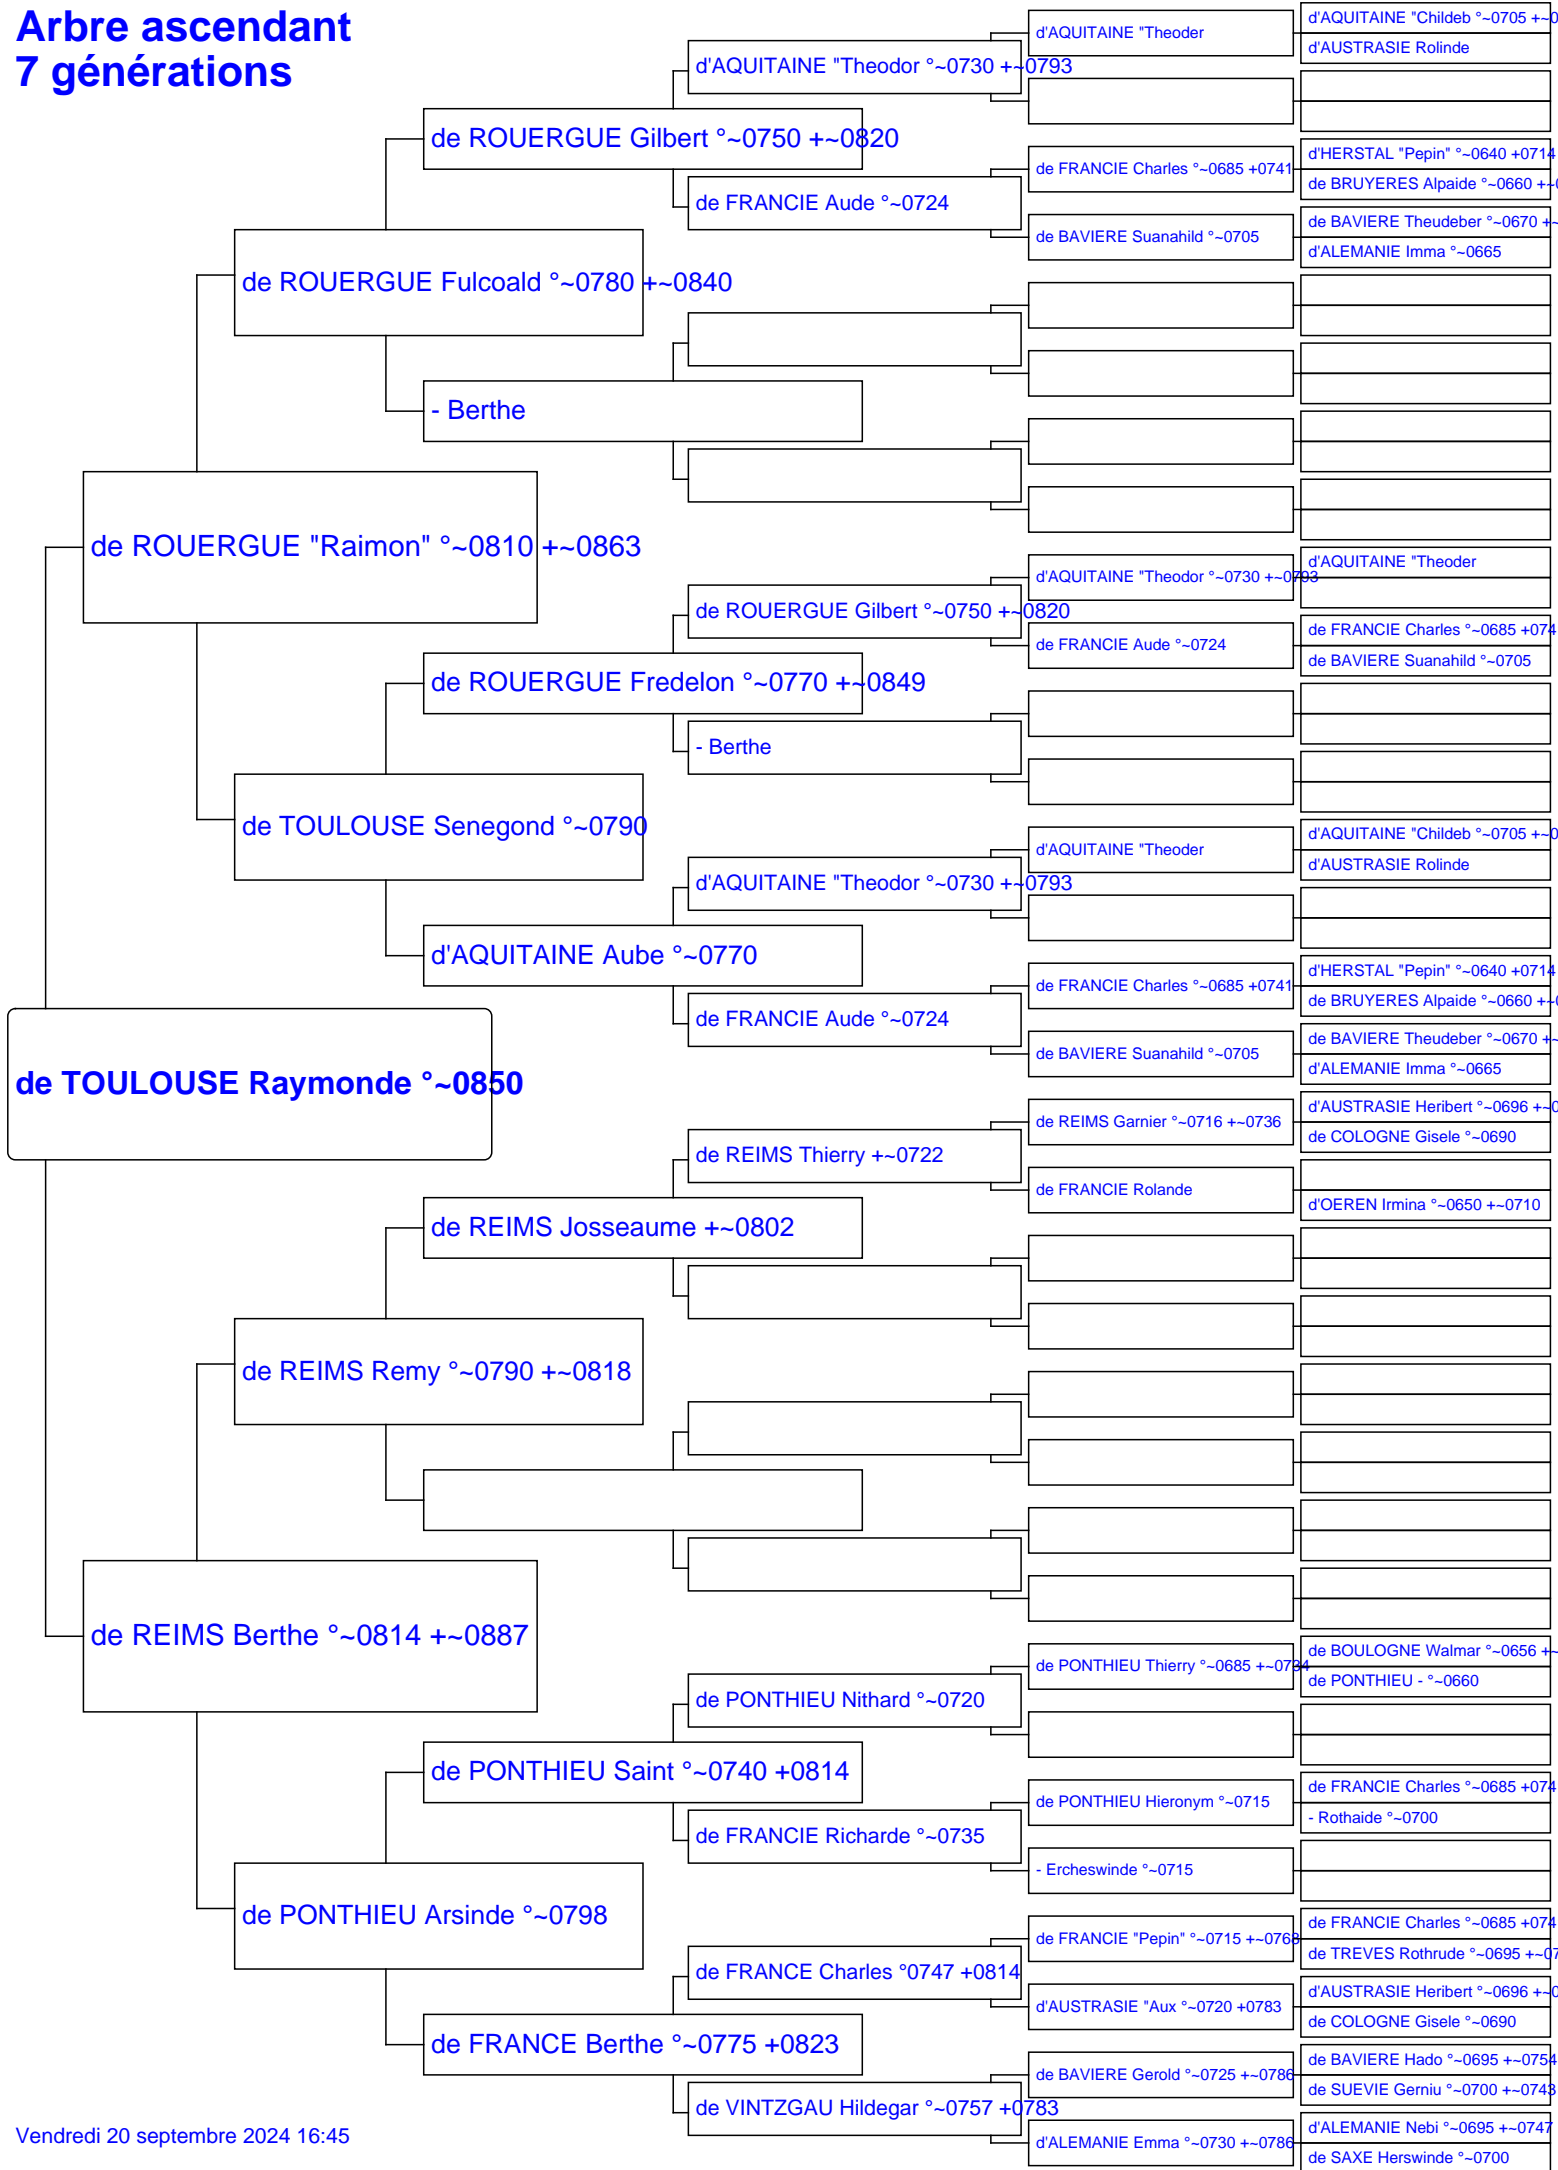 Arbre ascendant
7 générations
de TOULOUSE Raymonde °~0850
de ROUERGUE "Raimon" °~0810 +~0863
de REIMS Berthe °~0814 +~0887
de ROUERGUE Fulcoald °~0780 +~0840
de TOULOUSE Senegond °~0790
de REIMS Remy °~0790 +~0818
de PONTHIEU Arsinde °~0798
de ROUERGUE Gilbert °~0750 +~0820
- Berthe
de ROUERGUE Fredelon °~0770 +~0849
d'AQUITAINE Aube °~0770
de REIMS Josseaume +~0802
de PONTHIEU Saint °~0740 +0814
de FRANCE Berthe °~0775 +0823
d'AQUITAINE "Theodor °~0730 +~0793
de FRANCIE Aude °~0724
de ROUERGUE Gilbert °~0750 +~0820
- Berthe
d'AQUITAINE "Theodor °~0730 +~0793
de FRANCIE Aude °~0724
de REIMS Thierry +~0722
de PONTHIEU Nithard °~0720
de FRANCIE Richarde °~0735
de FRANCE Charles °0747 +0814
de VINTZGAU Hildegar °~0757 +0783
d'AQUITAINE "Theoder
de FRANCIE Charles °~0685 +0741
de BAVIERE Suanahild °~0705
d'AQUITAINE "Theodor °~0730 +~0793
de FRANCIE Aude °~0724
d'AQUITAINE "Theoder
de FRANCIE Charles °~0685 +0741
de BAVIERE Suanahild °~0705
de REIMS Garnier °~0716 +~0736
de FRANCIE Rolande
de PONTHIEU Thierry °~0685 +~0734
de PONTHIEU Hieronym °~0715
- Ercheswinde °~0715
de FRANCIE "Pepin" °~0715 +~0768
d'AUSTRASIE "Aux °~0720 +0783
de BAVIERE Gerold °~0725 +~0786
d'ALEMANIE Emma °~0730 +~0786
d'AQUITAINE "Childeb °~0705 +~0
d'AUSTRASIE Rolinde
d'HERSTAL "Pepin" °~0640 +0714
de BRUYERES Alpaide °~0660 +~0
de BAVIERE Theudeber °~0670 +~
d'ALEMANIE Imma °~0665
d'AQUITAINE "Theoder
de FRANCIE Charles °~0685 +074
de BAVIERE Suanahild °~0705
d'AQUITAINE "Childeb °~0705 +~0
d'AUSTRASIE Rolinde
d'HERSTAL "Pepin" °~0640 +0714
de BRUYERES Alpaide °~0660 +~0
de BAVIERE Theudeber °~0670 +~
d'ALEMANIE Imma °~0665
d'AUSTRASIE Heribert °~0696 +~0
de COLOGNE Gisele °~0690
d'OEREN Irmina °~0650 +~0710
de BOULOGNE Walmar °~0656 +~
de PONTHIEU - °~0660
de FRANCIE Charles °~0685 +074
- Rothaide °~0700
de FRANCIE Charles °~0685 +074
de TREVES Rothrude °~0695 +~07
d'AUSTRASIE Heribert °~0696 +~0
de COLOGNE Gisele °~0690
de BAVIERE Hado °~0695 +~0754
de SUEVIE Gerniu °~0700 +~0743
d'ALEMANIE Nebi °~0695 +~0747
de SAXE Herswinde °~0700
Vendredi 20 septembre 2024 16:45